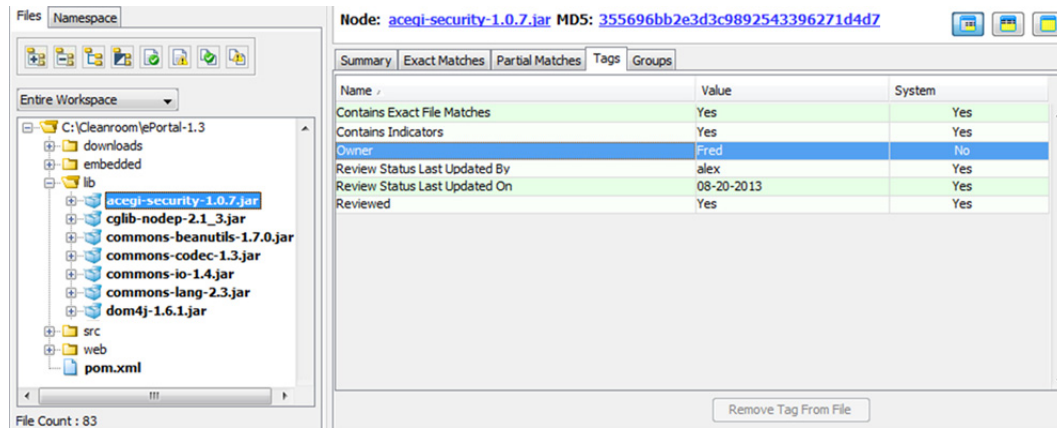 Files Namespace
Entire Workspace
C:\Cleanroom\ePortal-1.3
downloads
embedded
lib
acegi-security-1.0.7.jar
cglib-nodep-2.1_3.jar
commons-beanutils-1.7.0.jar
commons-codec-1.3.jar
commons-io-1.4.jar
commons-lang-2.3.jar
dom4j-1.6.1.jar
src
web
pom.xml
File Count : 83
Node: acegi-security-1.0.7.jar MD5: 355696bb2e3d3c9892543396271d4d7
Summary Exact Matches Partial Matches Tags Groups
Name Value System
Contains Exact File Matches Yes Yes
Contains Indicators Yes Yes
Owner Fred No
Review Status Last Updated By alex Yes
Review Status Last Updated On 08-20-2013 Yes
Reviewed Yes Yes
Remove Tag From File